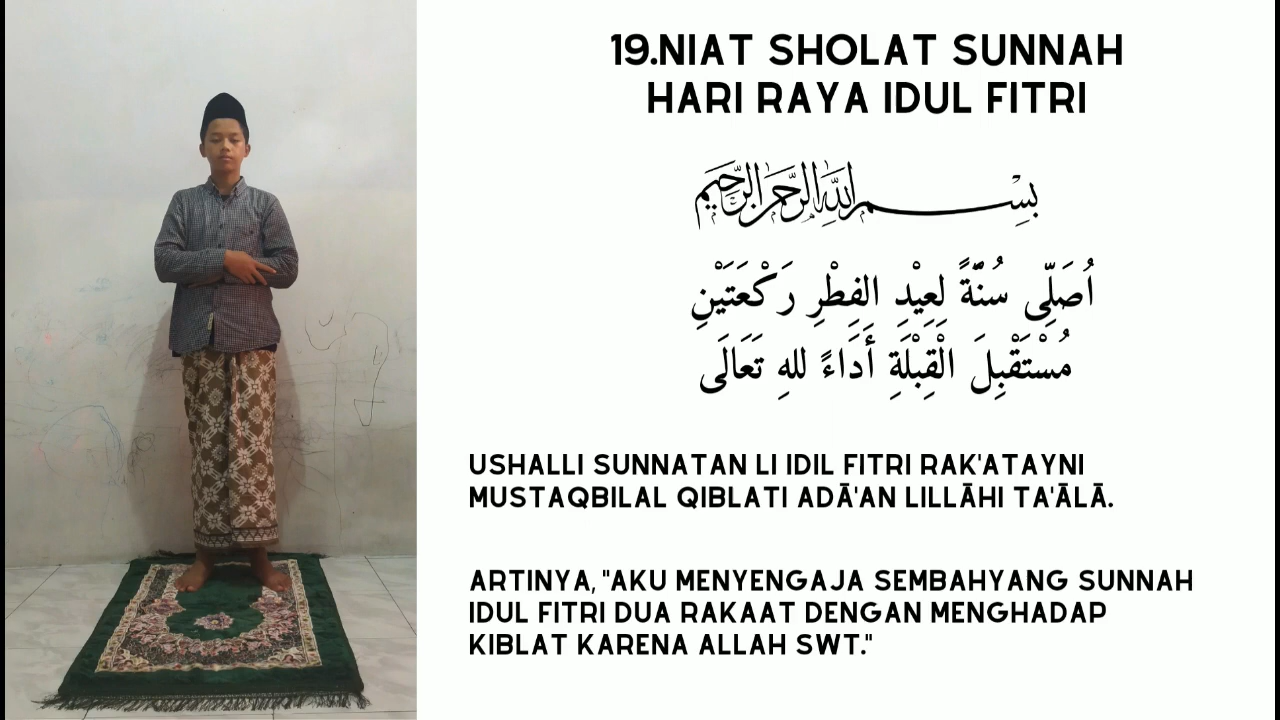 19.NIAT SHOLAT SUNNAH
HARI RAYA IDUL FITRI
بِسْمِ اللَّهِ الرَّحْمَنِ الرَّحِيمِ
اُصَلِّى سُنَّةً لِعِيْدِ الفِطْرِ رَكْعَتَيْنِ
مُسْتَقْبِلَ الْقِبْلَةِ أَدَاءً للهِ تَعَالَى
USHALLI SUNNATAN LI IDIL FITRI RAK'ATAYNI
MUSTAQBILAL QIBLATI ADĀ'AN LILLĀHI TA'ĀLĀ.
ARTINYA, "AKU MENYENGAJA SEMBAHYANG SUNNAH
IDUL FITRI DUA RAKAAT DENGAN MENGHADAP
KIBLAT KARENA ALLAH SWT."